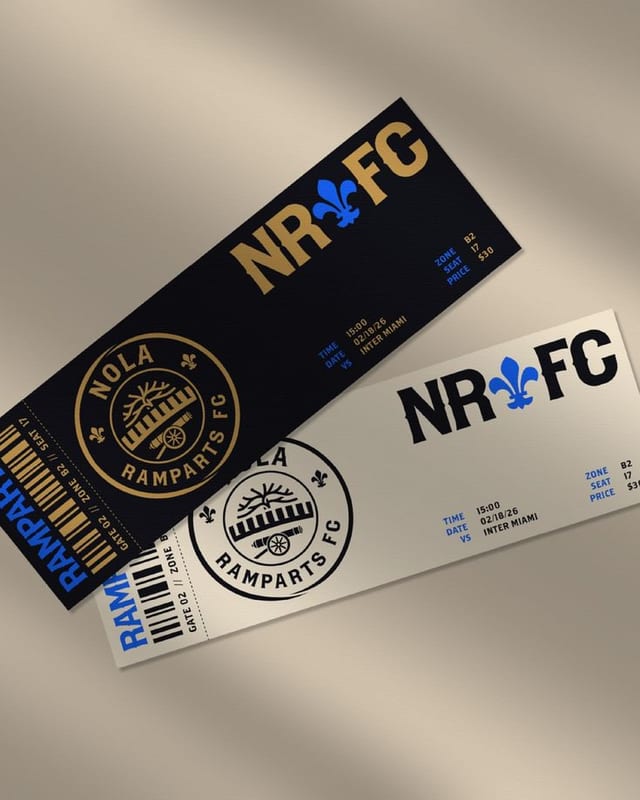 NR FC
ZONE B2
SEAT 17
PRICE $30
TIME 15:00
DATE 02/18/26
VS INTER MIAMI
NOLA
RAMPARTS FC
GATE 02 // ZONE B2 // SEAT 17
NR FC
ZONE B2
SEAT 17
TIME 15:00
DATE 02/18/26
VS INTER MIAMI
PRICE
RAMPARTS FC
GATE 02 // ZONE